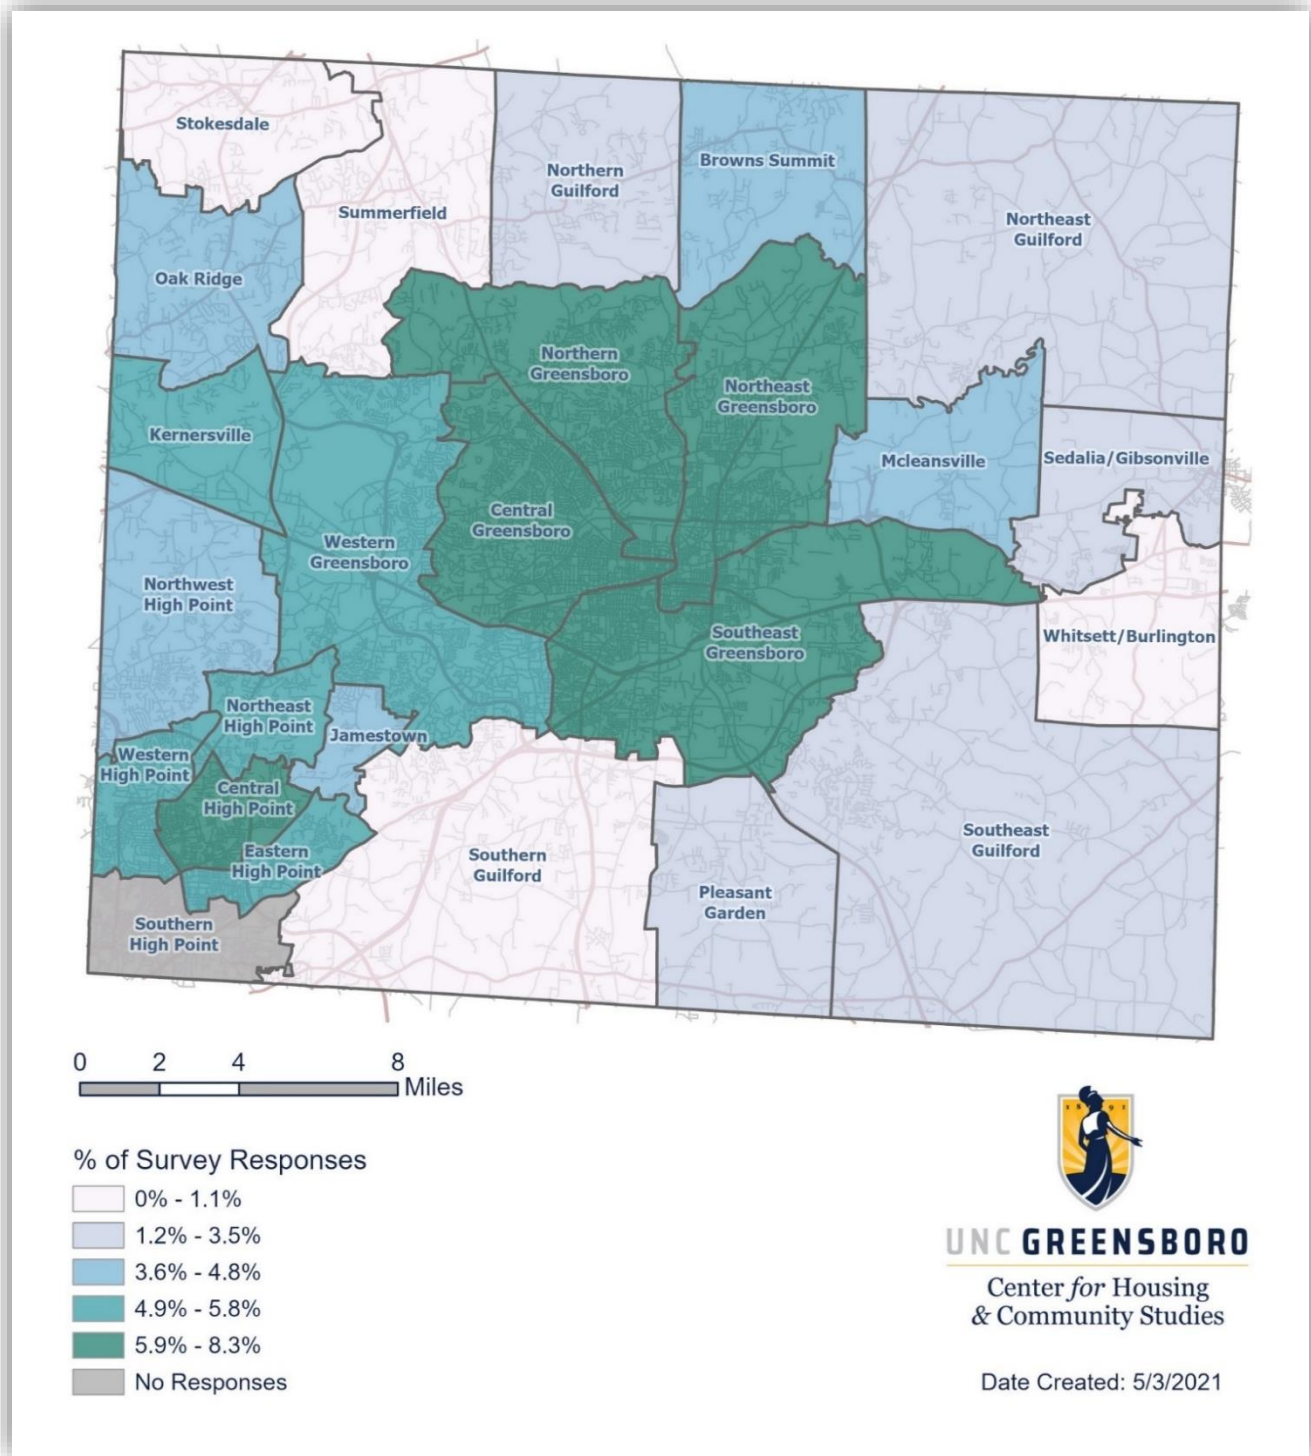 Stokesdale
Summerfield
Northern
Guilford
Browns Summit
Northeast
Guilford
Oak Ridge
Northern
Greensboro
Northeast
Greensboro
Kernersville
Mcleansville
Sedalia/Gibsonville
Central
Greensboro
Western
Greensboro
Northwest
High Point
Southeast
Greensboro
Whitsett/Burlington
Northeast
High Point
Jamestown
Western
High Point
Central
High Point
Eastern
High Point
Southern
Guilford
Southeast
Guilford
Pleasant
Garden
Southern
High Point
0 2 4 8
Miles
% of Survey Responses
0% - 1.1%
1.2% - 3.5%
3.6% - 4.8%
4.9% - 5.8%
5.9% - 8.3%
No Responses
1891
UNC GREENSBORO
Center for Housing
& Community Studies
Date Created: 5/3/2021